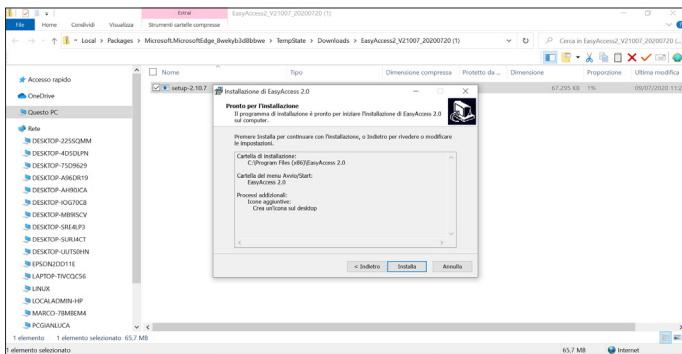 Estrai
EasyAccess2_V21007_20200720 (1)
File Home Condividi Visualizza Strumenti cartelle compresse
Local > Packages > Microsoft.MicrosoftEdge_8wekyb3d8bbwe > TempState > Downloads > EasyAccess2_V21007_20200720 (1)
Cerca in EasyAccess2_V21007_20200720 (...
Nome Tipo Dimensione compressa Protetto da ... Dimensione Proporzione Ultima modifica
setup-2.10.7 67.295 KB 1% 09/07/2020 11:2
Accesso rapido
OneDrive
Questo PC
Rete
DESKTOP-225SQMM
DESKTOP-4D5DLPN
DESKTOP-75D9629
DESKTOP-A96DR19
DESKTOP-AH90JCA
DESKTOP-IOG70C8
DESKTOP-MB9ISCV
DESKTOP-SRE4LP3
DESKTOP-SURJ4CT
DESKTOP-UUTS0HN
EPSON2DD11E
LAPTOP-TIVCQC56
LINUX
LOCALADMIN-HP
MARCO-78MBEM4
PCGIANLUCA
Installazione di EasyAccess 2.0
Pronto per l'installazione
Il programma di installazione è pronto per iniziare l'installazione di EasyAccess 2.0
sul computer.
Premere Installa per continuare con l'installazione, o Indietro per rivedere o modificare
le impostazioni.
Cartella di installazione:
C:\Program Files (x86)\EasyAccess 2.0
Cartella del menu Avvio/Start:
EasyAccess 2.0
Processi addizionali:
Icone aggiuntive:
Crea un'icona sul desktop
< Indietro Installa Annulla
1 elemento 1 elemento selezionato 65,7 MB
1 elemento selezionato 65,7 MB Internet